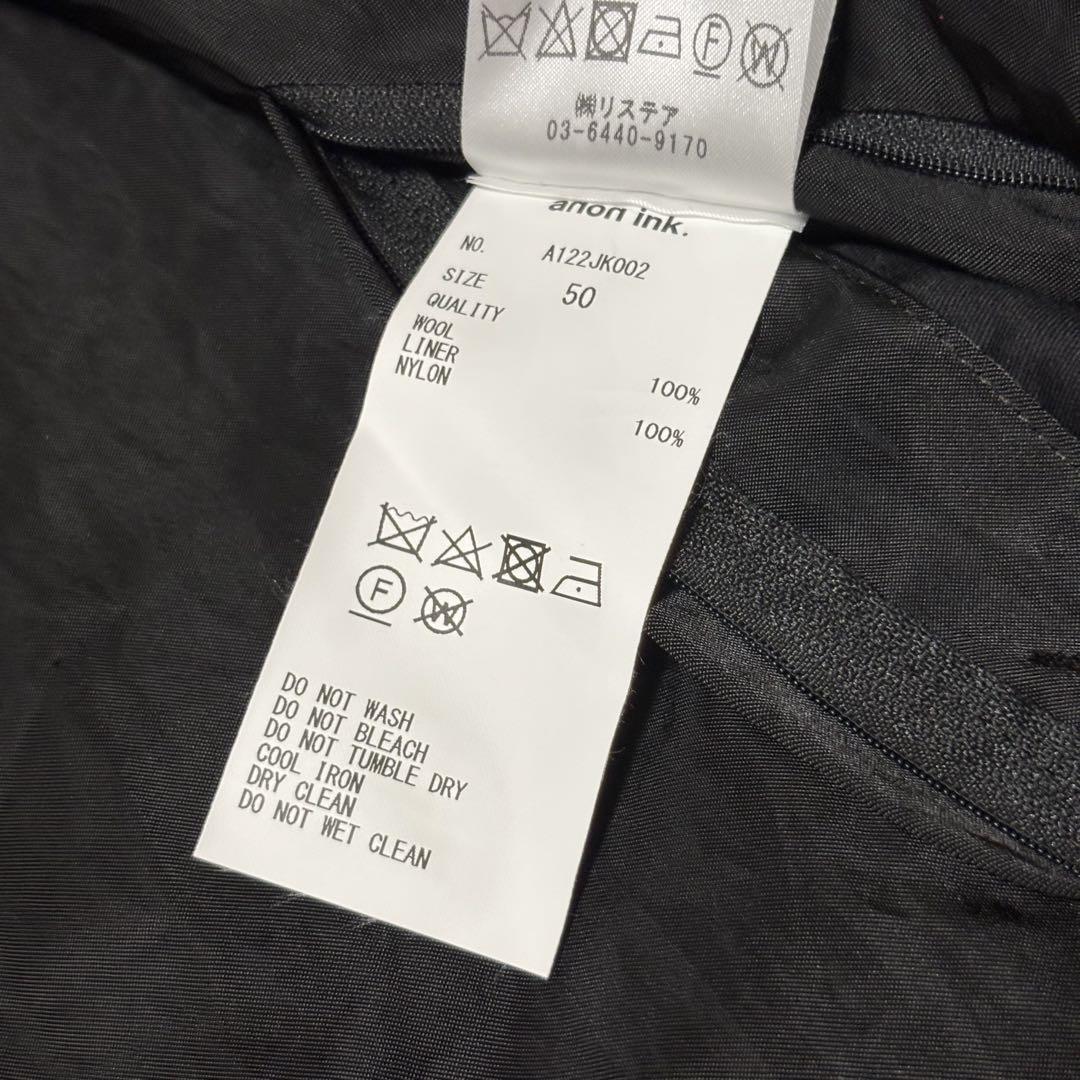 ㈱リステア
03-6440-9170
anon ink.
NO. A122JK002
SIZE 50
QUALITY
WOOL 100%
LINER
NYLON 100%
F W
DO NOT WASH
DO NOT BLEACH
DO NOT TUMBLE DRY
COOL IRON
DRY CLEAN
DO NOT WET CLEAN